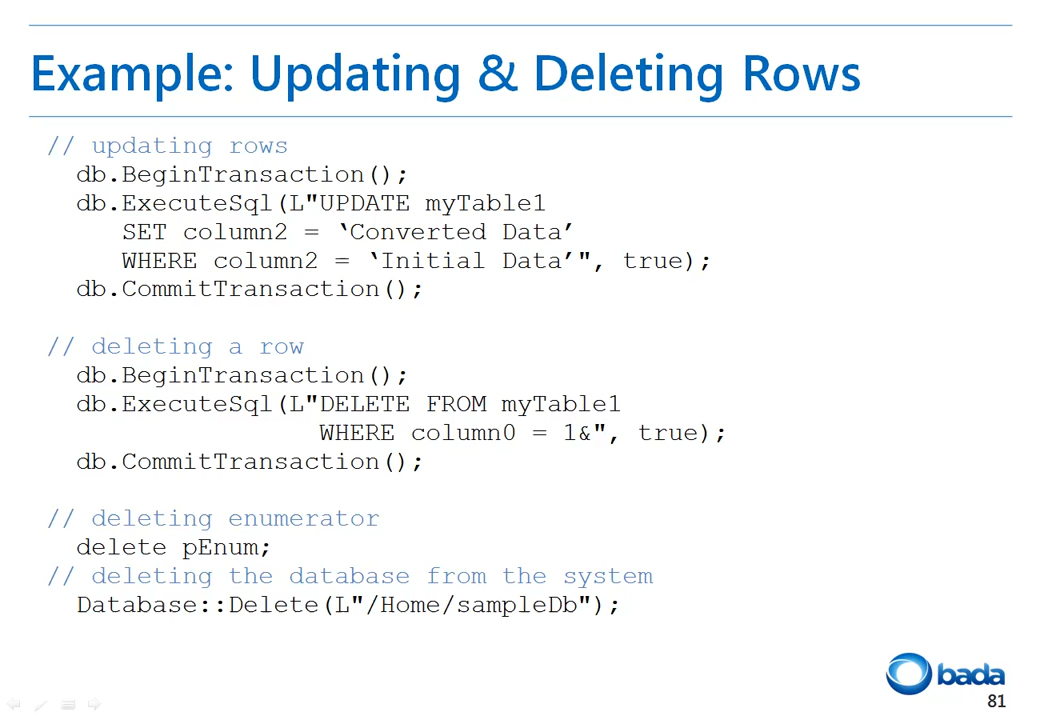 Example: Updating & Deleting Rows
// updating rows
db.BeginTransaction();
db.ExecuteSql(L"UPDATE myTable1
SET column2 = ‘Converted Data’
WHERE column2 = ‘Initial Data’", true);
db.CommitTransaction();
// deleting a row
db.BeginTransaction();
db.ExecuteSql(L"DELETE FROM myTable1
WHERE column0 = 1&", true);
db.CommitTransaction();
// deleting enumerator
delete pEnum;
// deleting the database from the system
Database::Delete(L"/Home/sampleDb");
bada
81